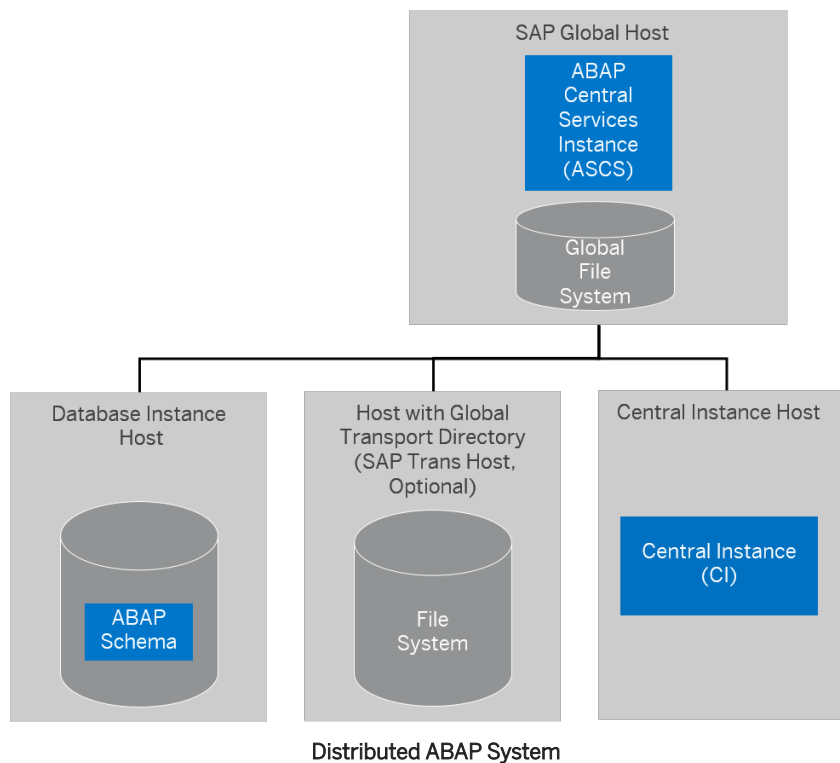 SAP Global Host
ABAP
Central
Services
Instance
(ASCS)
Global
File
System
Database Instance
Host
ABAP
Schema
Host with Global
Transport Directory
(SAP Trans Host,
Optional)
File
System
Central Instance Host
Central Instance
(CI)
Distributed ABAP System